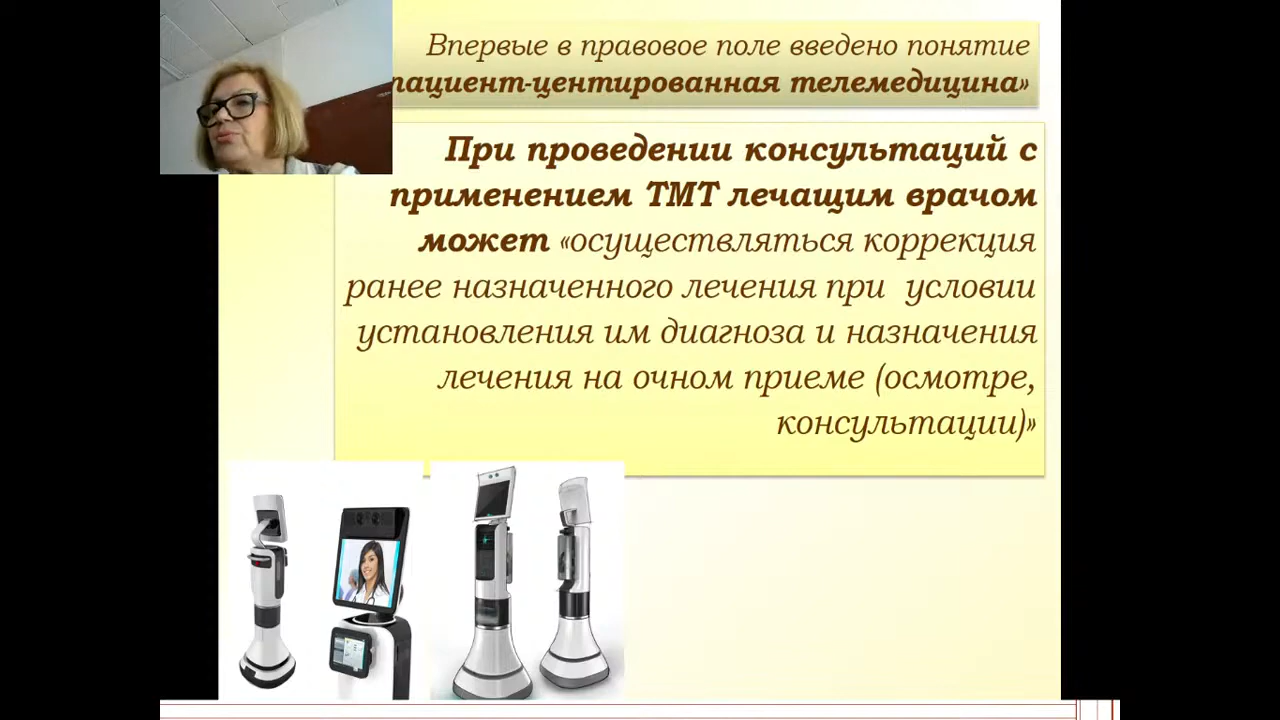 Впервые в правовое поле введено понятие
пациент-центированная телемедицина»
При проведении консультаций с
применением ТМТ лечащим врачом
может «осуществляться коррекция
ранее назначенного лечения при условии
установления им диагноза и назначения
лечения на очном приеме (осмотре,
консультации)»